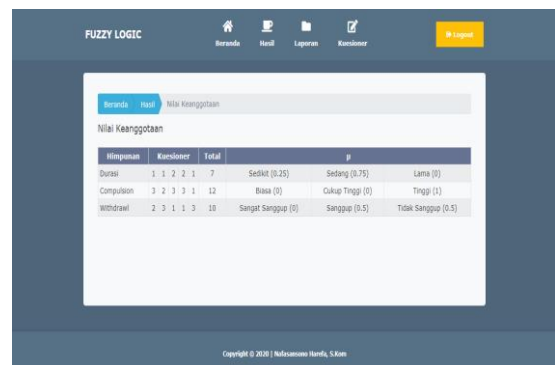 FUZZY LOGIC
Beranda Hasil Laporan Kuesioner
Logout
Beranda Hasil Nilai Keanggotaan
Nilai Keanggotaan
Himpunan Kuesioner Total μ
Durasi 1 1 2 2 1 7 Sedikit (0.25) Sedang (0.75) Lama (0)
Compulsion 3 2 3 3 1 12 Biasa (0) Cukup Tinggi (0) Tinggi (1)
Withdrawl 2 3 1 1 3 10 Sangat Sanggup (0) Sanggup (0.5) Tidak Sanggup (0.5)
Copyright © 2020 | Nofasansono Harefa, S.Kom